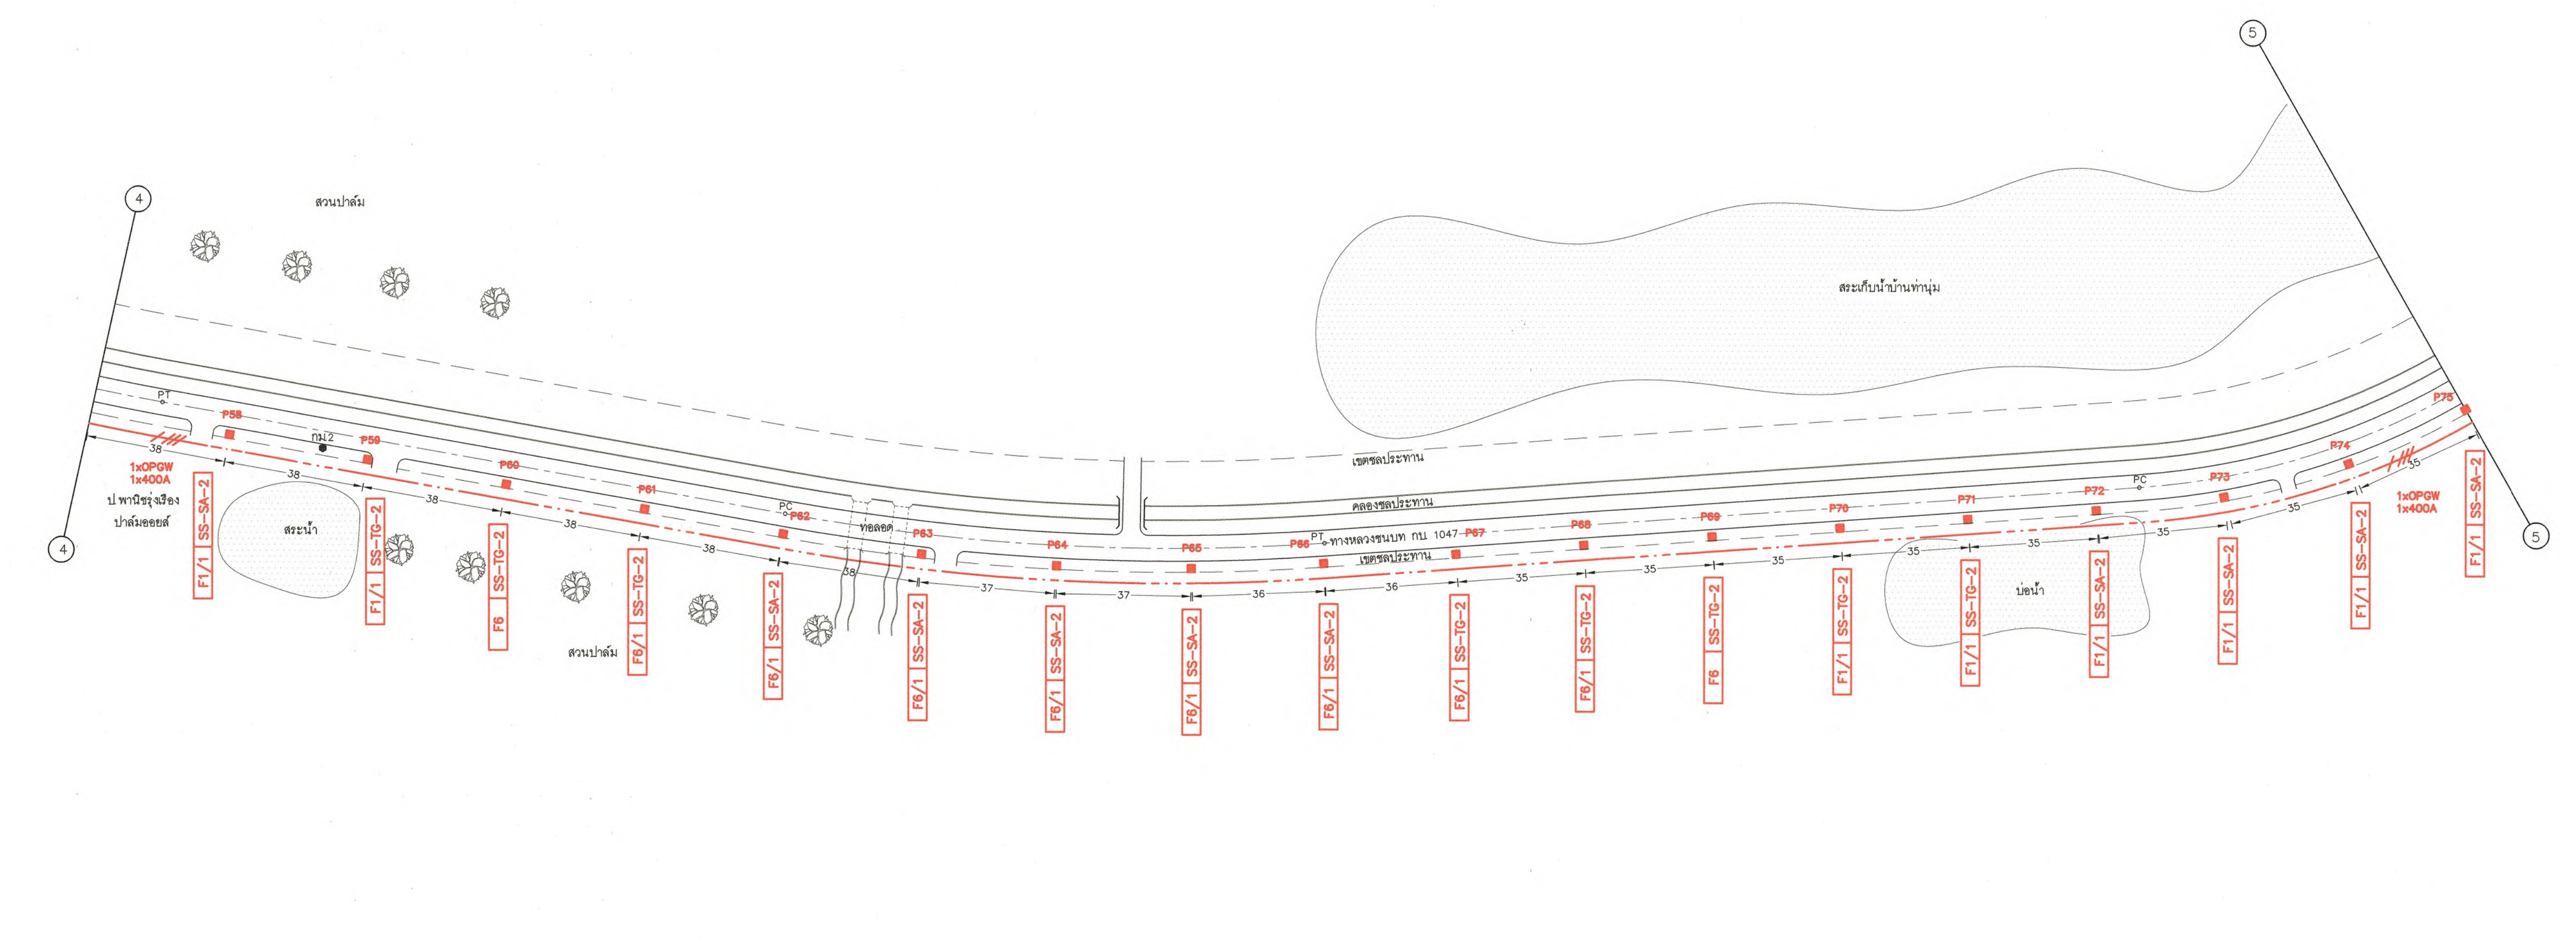 5
4
สวนปาล์ม
สระเก็บน้ำบ้านท่านุ่ม
PT
P58
กม.2
P59
P60
P61
PC
P62
ท่อลอด
P63
P64
P65
P66
PT
ทางหลวงชนบท กบ 1047
P67
P68
P69
P70
P71
P72
PC
P73
P74
P75
เขตชลประทาน
คลองชลประทาน
เขตชลประทาน
38
38
38
38
38
38
37
37
36
36
35
35
35
35
35
35
35
35
1xOPGW
1x400A
ป.พานิชรุ่งเรือง
ปาล์มออยล์
สระน้ำ
สวนปาล์ม
บ่อน้ำ
1xOPGW
1x400A
F1/1 SS-SA-2
F1/1 SS-TG-2
F6 SS-TG-2
F6/1 SS-TG-2
F6/1 SS-SA-2
F6/1 SS-SA-2
F6/1 SS-SA-2
F6/1 SS-SA-2
F6/1 SS-SA-2
F6/1 SS-TG-2
F6/1 SS-TG-2
F6 SS-TG-2
F1/1 SS-TG-2
F1/1 SS-TG-2
F1/1 SS-SA-2
F1/1 SS-SA-2
F1/1 SS-SA-2
F1/1 SS-SA-2
4
5